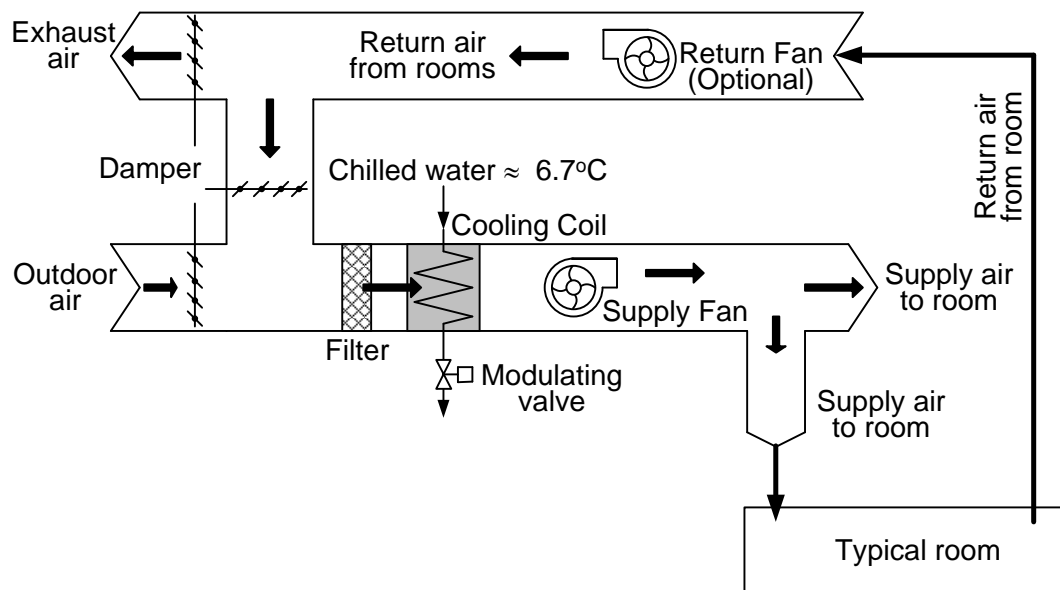 Exhaust
air
Return air
from rooms
Return Fan
(Optional)
Return air
from room
Damper
Chilled water ≈ 6.7°C
Cooling Coil
Outdoor
air
Supply Fan
Supply air
to room
Filter
Modulating
valve
Supply air
to room
Typical room